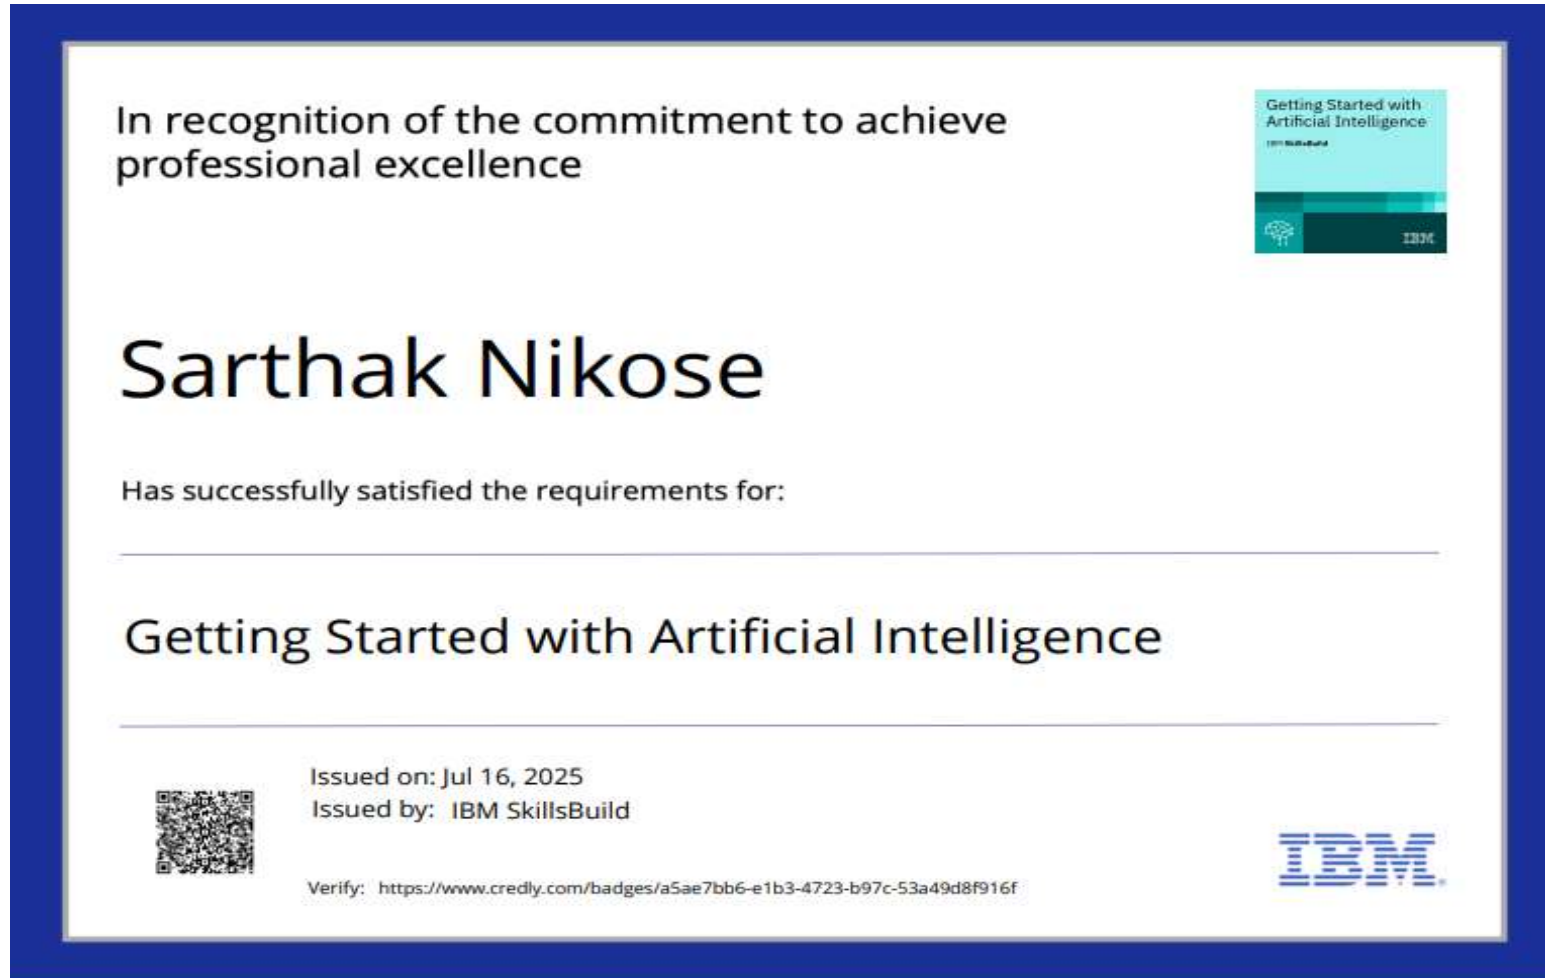 In recognition of the commitment to achieve
professional excellence
Getting Started with
Artificial Intelligence
IBM SkillsBuild
IBM
Sarthak Nikose
Has successfully satisfied the requirements for:
Getting Started with Artificial Intelligence
Issued on: Jul 16, 2025
Issued by: IBM SkillsBuild
Verify: https://www.credly.com/badges/a5ae7bb6-e1b3-4723-b97c-53a49d8f916f
IBM.